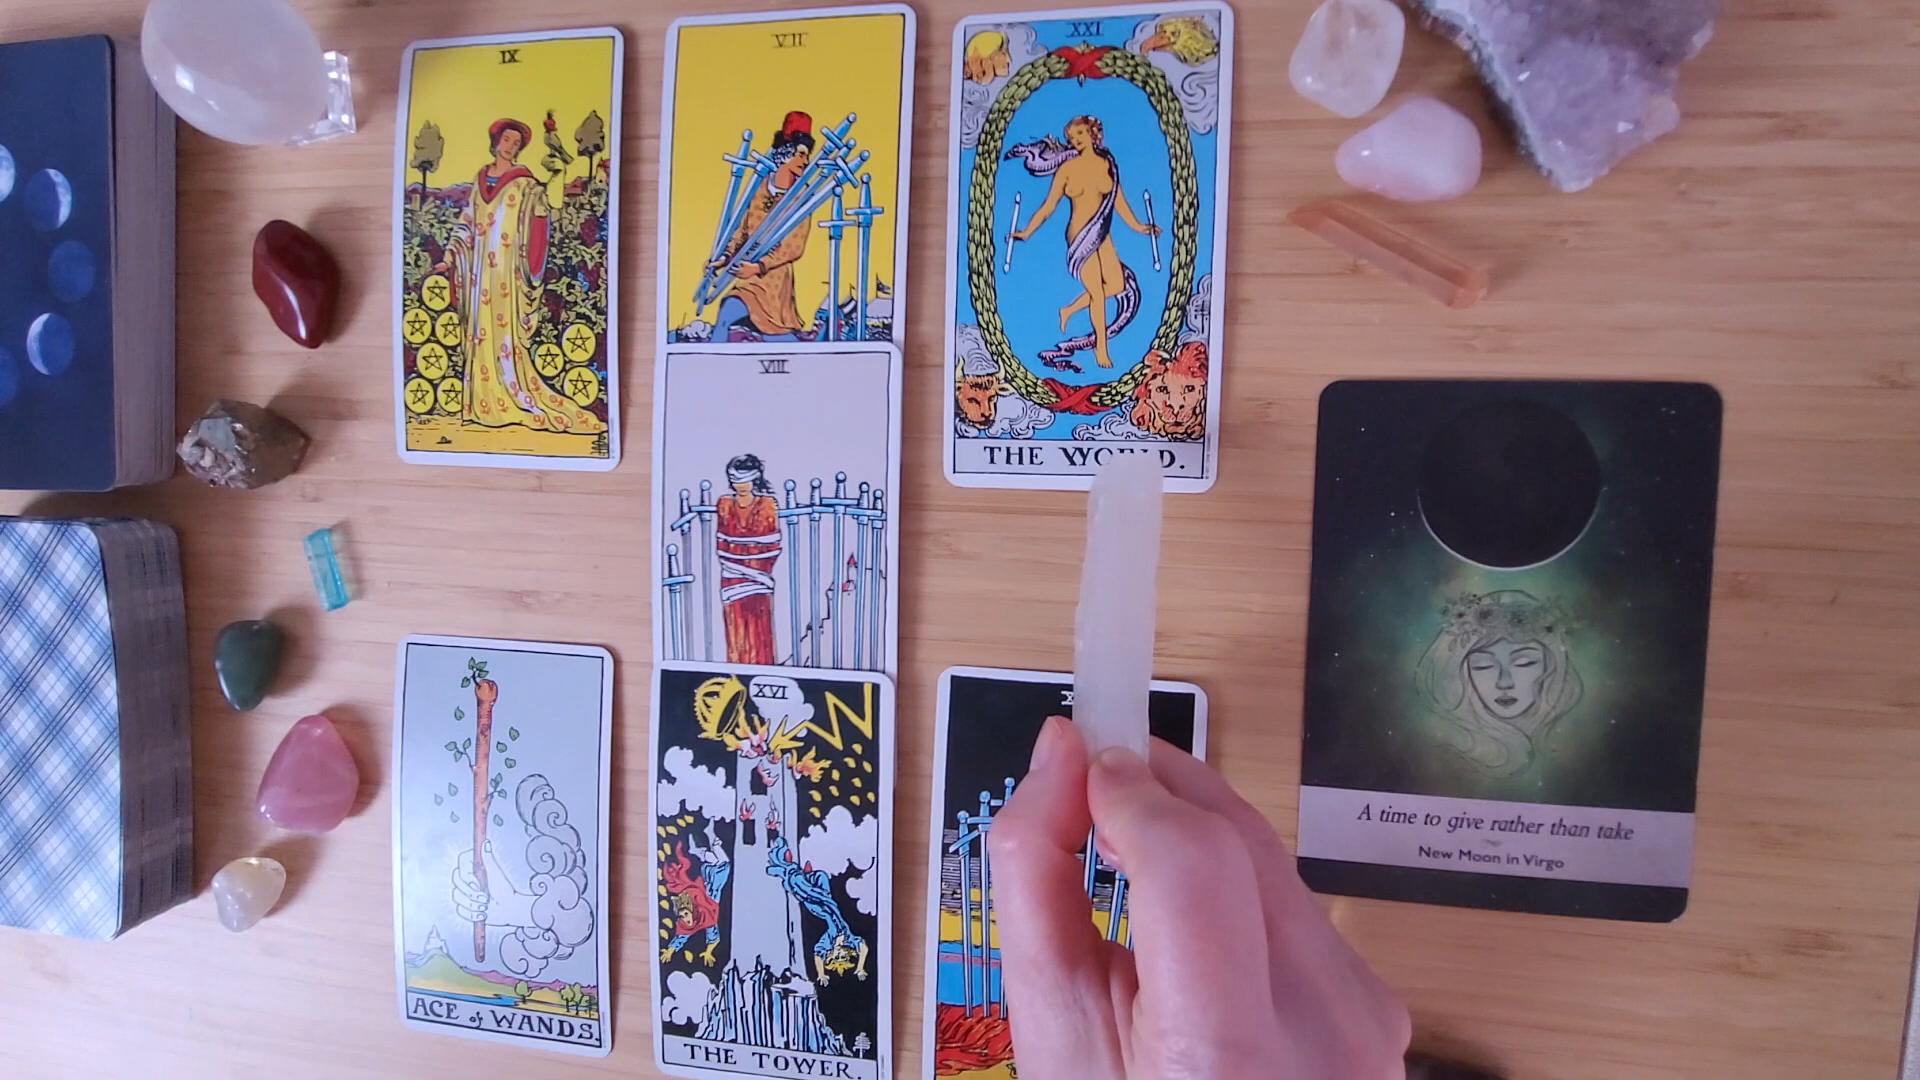 IX
VII
XXI
THE WORLD.
VIII
XVI
ACE of WANDS.
THE TOWER.
A time to give rather than take
New Moon in Virgo